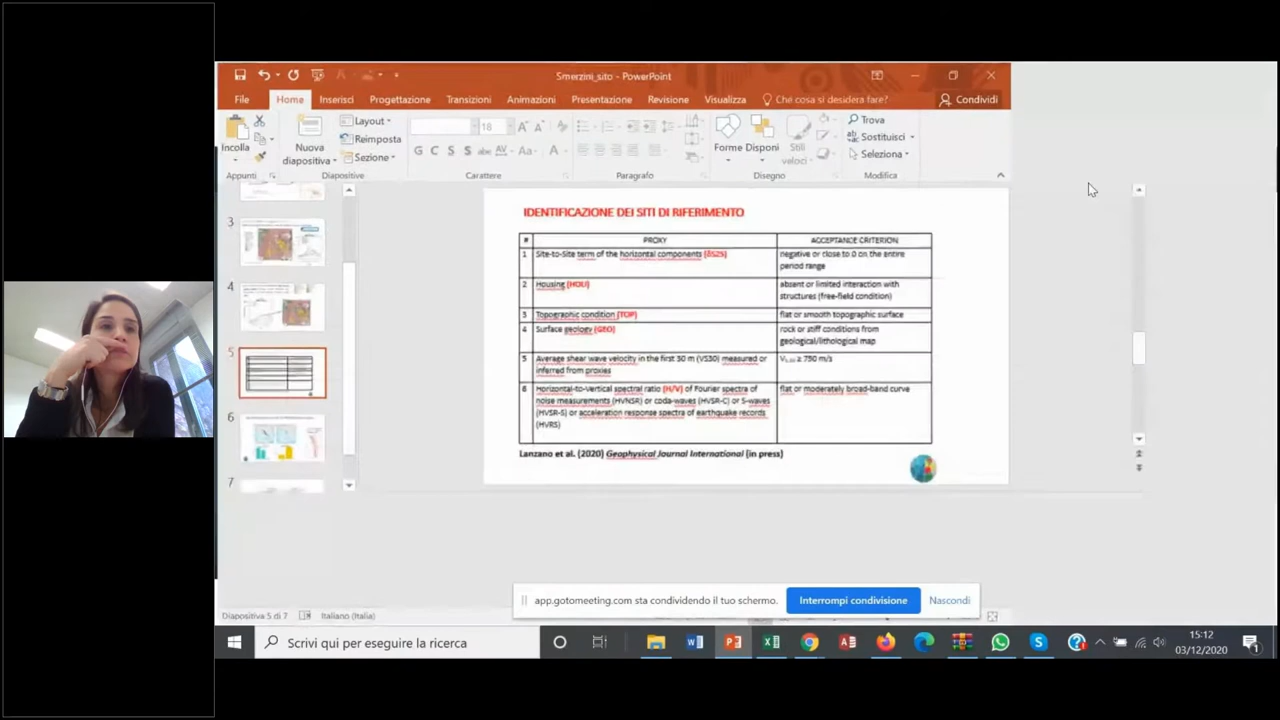 Smerzini_sito - PowerPoint
File Home Inserisci Progettazione Transizioni Animazioni Presentazione Revisione Visualizza Che cosa si desidera fare? Condividi
Incolla
Nuova
diapositiva
Layout
Reimposta
Sezione
18
G C S S abc AV Aa A
Forme Disponi Stili
veloci
Trova
Sostituisci
Seleziona
Appunti Diapositive Carattere Paragrafo Disegno Modifica
3
4
5
6
7
IDENTIFICAZIONE DEI SITI DI RIFERIMENTO
# PROXY ACCEPTANCE CRITERION
1 Site-to-Site term of the horizontal components (δS2S) negative or close to 0 on the entire
period range
2 Housing (HOU) absent or limited interaction with
structures (free-field condition)
3 Topographic condition (TOP) flat or smooth topographic surface
4 Surface geology (GEO) rock or stiff conditions from
geological/lithological map
5 Average shear wave velocity in the first 30 m (VS30) measured or
inferred from proxies
≥ 750 m/s
6 Horizontal-to-Vertical spectral ratio (H/V) of Fourier spectra of flat or moderately broad-band curve
noise measurements (HVNSR) or coda-waves (HVSR-C) or S-waves
(HVSR-S) or acceleration response spectra of earthquake records
(HVRS)
Lanzano et al. (2020) Geophysical Journal International (in press)
app.gotomeeting.com sta condividendo il tuo schermo. Interrompi condivisione Nascondi
Diapositiva 5 di 7 Italiano (Italia)
Scrivi qui per eseguire la ricerca
15:12
03/12/2020